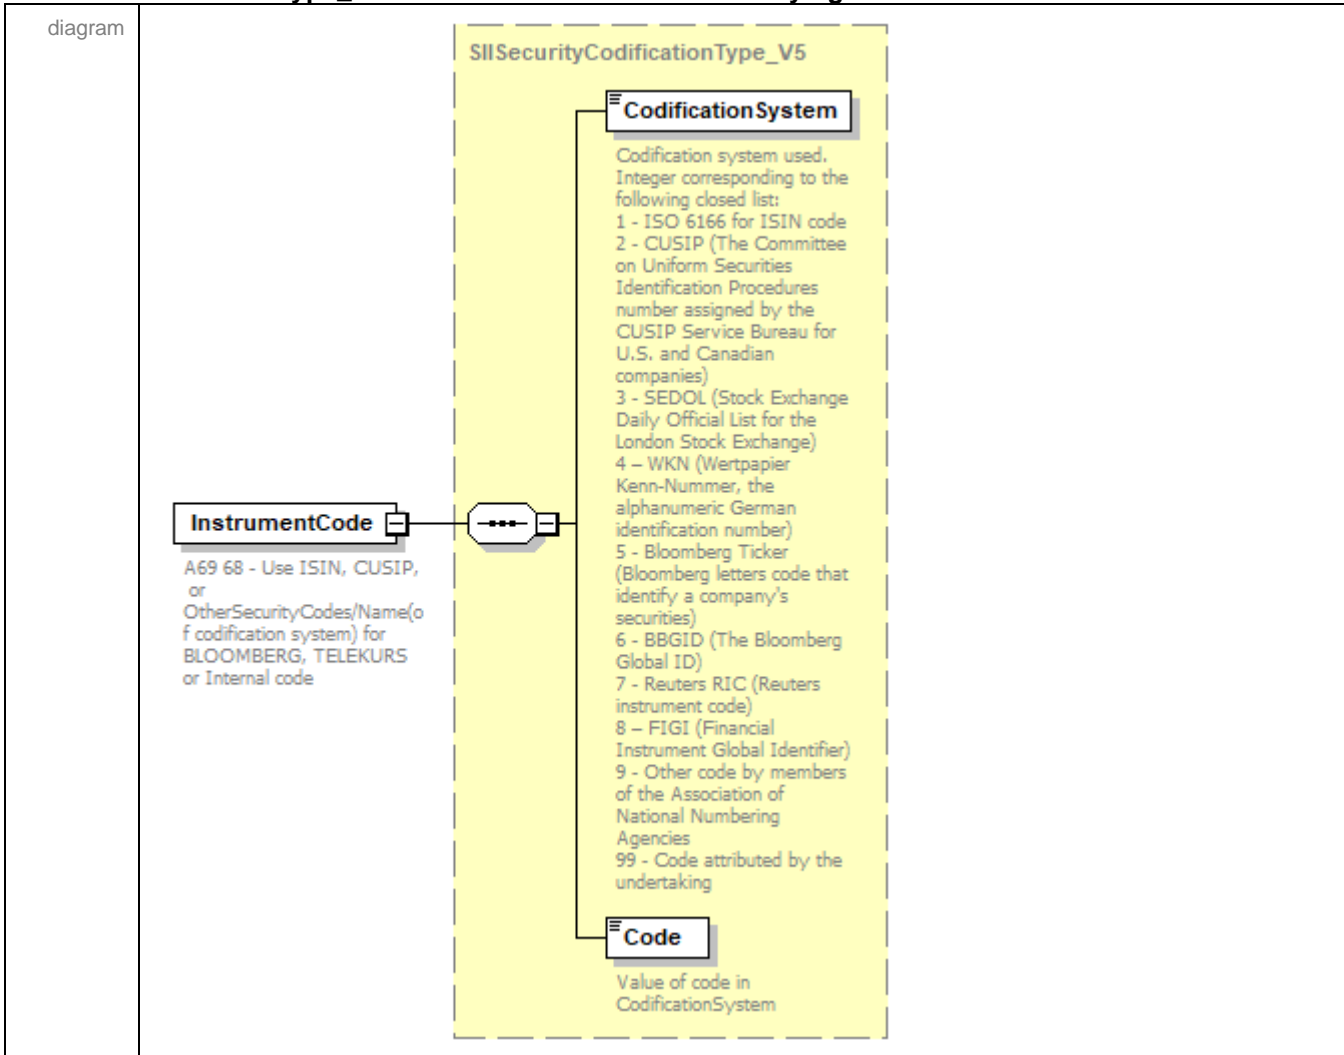 diagram
SIISecurityCodificationType_V5
CodificationSystem
Codification system used.
Integer corresponding to the
following closed list:
1 - ISO 6166 for ISIN code
2 - CUSIP (The Committee
on Uniform Securities
Identification Procedures
number assigned by the
CUSIP Service Bureau for
U.S. and Canadian
companies)
3 - SEDOL (Stock Exchange
Daily Official List for the
London Stock Exchange)
4 – WKN (Wertpapier
Kenn-Nummer, the
alphanumeric German
identification number)
5 - Bloomberg Ticker
(Bloomberg letters code that
identify a company's
securities)
6 - BBGID (The Bloomberg
Global ID)
7 - Reuters RIC (Reuters
instrument code)
8 – FIGI (Financial
Instrument Global Identifier)
9 - Other code by members
of the Association of
National Numbering
Agencies
99 - Code attributed by the
undertaking
InstrumentCode
A69 68 - Use ISIN, CUSIP,
or
OtherSecurityCodes/Name(o
f codification system) for
BLOOMBERG, TELEKURS
or Internal code
Code
Value of code in
CodificationSystem